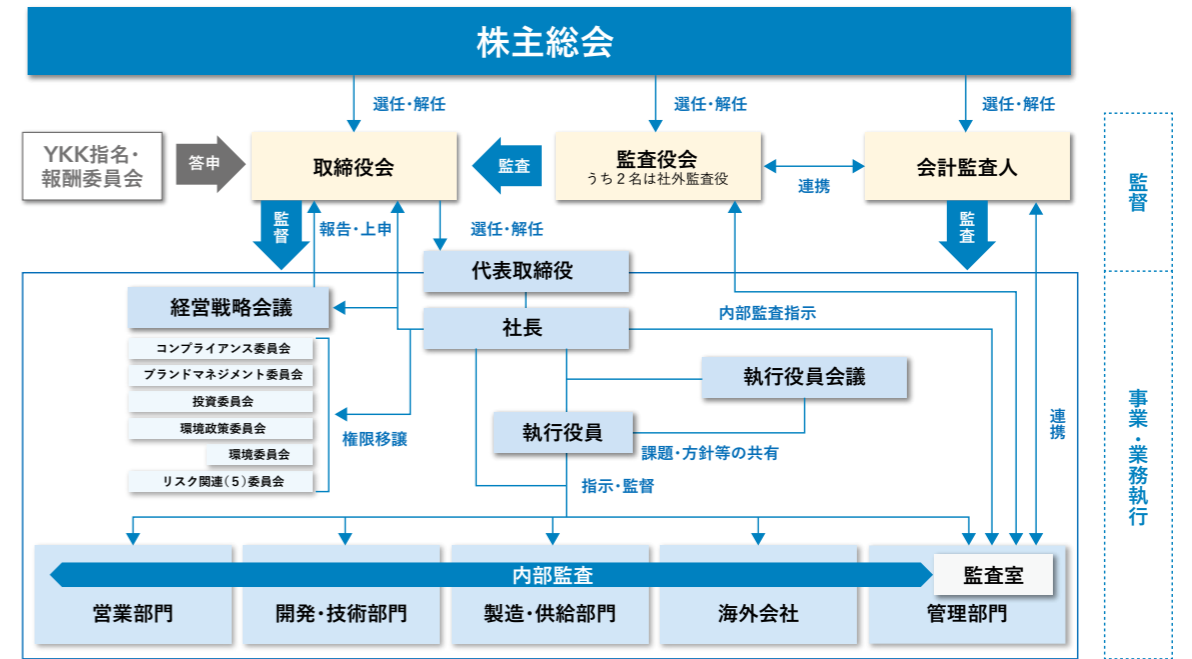 株主総会
選任・解任
選任・解任
選任・解任
YKK指名・
報酬委員会
答申
取締役会
監査
監査役会
うち２名は社外監査役
連携
会計監査人
監督
監督
報告・上申
選任・解任
監査
代表取締役
経営戦略会議
社長
内部監査指示
コンプライアンス委員会
ブランドマネジメント委員会
投資委員会
環境政策委員会
環境委員会
リスク関連（５）委員会
権限移譲
執行役員会議
執行役員
課題・方針等の共有
連携
指示・監督
事業・業務執行
内部監査
監査室
営業部門
開発・技術部門
製造・供給部門
海外会社
管理部門